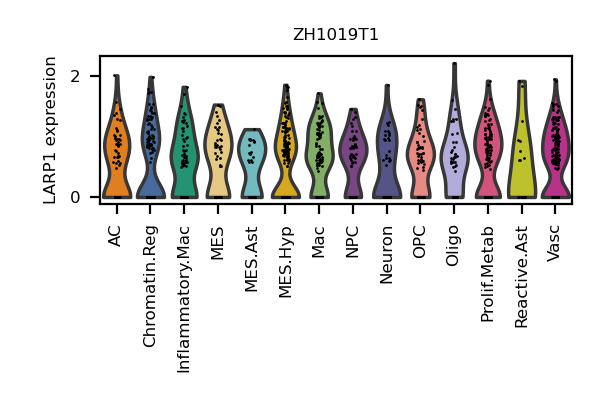 ZH1019T1
LARP1 expression
2
0
AC
Chromatin.Reg
Inflammatory.Mac
MES
MES.Ast
MES.Hyp
Mac
NPC
Neuron
OPC
Oligo
Prolif.Metab
Reactive.Ast
Vasc